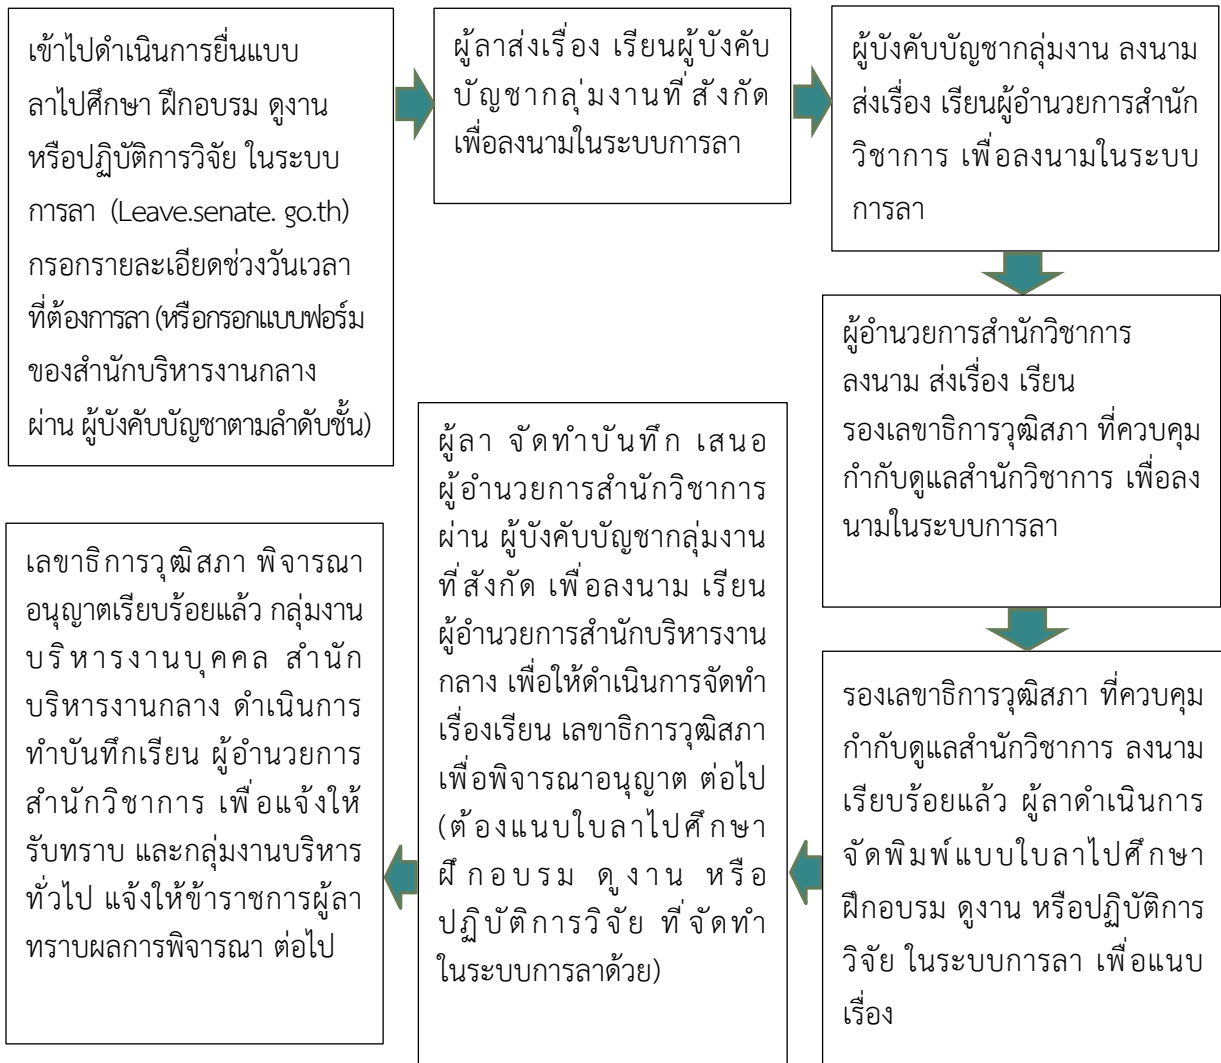 เข้าไปดำเนินการยื่นแบบ
ลาไปศึกษา ฝึกอบรม ดูงาน
หรือปฏิบัติการวิจัย ในระบบ
การลา (Leave.senate. go.th)
กรอกรายละเอียดช่วงวันเวลา
ที่ต้องการลา (หรือกรอกแบบฟอร์ม
ของสำนักบริหารงานกลาง
ผ่าน ผู้บังคับบัญชาตามลำดับชั้น)
ผู้ลาส่งเรื่อง เรียนผู้บังคับ
บัญชากลุ่มงานที่สังกัด
เพื่อลงนามในระบบการลา
ผู้บังคับบัญชากลุ่มงาน ลงนาม
ส่งเรื่อง เรียนผู้อำนวยการสำนัก
วิชาการ เพื่อลงนามในระบบ
การลา
ผู้อำนวยการสำนักวิชาการ
ลงนาม ส่งเรื่อง เรียน
รองเลขาธิการวุฒิสภา ที่ควบคุม
กำกับดูแลสำนักวิชาการ เพื่อลง
นามในระบบการลา
รองเลขาธิการวุฒิสภา ที่ควบคุม
กำกับดูแลสำนักวิชาการ ลงนาม
เรียบร้อยแล้ว ผู้ลาดำเนินการ
จัดพิมพ์แบบใบลาไปศึกษา
ฝึกอบรม ดูงาน หรือปฏิบัติการ
วิจัย ในระบบการลา เพื่อแนบ
เรื่อง
ผู้ลา จัดทำบันทึก เสนอ
ผู้อำนวยการสำนักวิชาการ
ผ่าน ผู้บังคับบัญชากลุ่มงาน
ที่สังกัด เพื่อลงนาม เรียน
ผู้อำนวยการสำนักบริหารงาน
กลาง เพื่อให้ดำเนินการจัดทำ
เรื่องเรียน เลขาธิการวุฒิสภา
เพื่อพิจารณาอนุญาต ต่อไป
(ต้องแนบใบลาไปศึกษา
ฝึกอบรม ดูงาน หรือ
ปฏิบัติการวิจัย ที่จัดทำ
ในระบบการลาด้วย)
เลขาธิการวุฒิสภา พิจารณา
อนุญาตเรียบร้อยแล้ว กลุ่มงาน
บริหารงานบุคคล สำนัก
บริหารงานกลาง ดำเนินการ
ทำบันทึกเรียน ผู้อำนวยการ
สำนักวิชาการ เพื่อแจ้งให้
รับทราบ และกลุ่มงานบริหาร
ทั่วไป แจ้งให้ข้าราชการผู้ลา
ทราบผลการพิจารณา ต่อไป